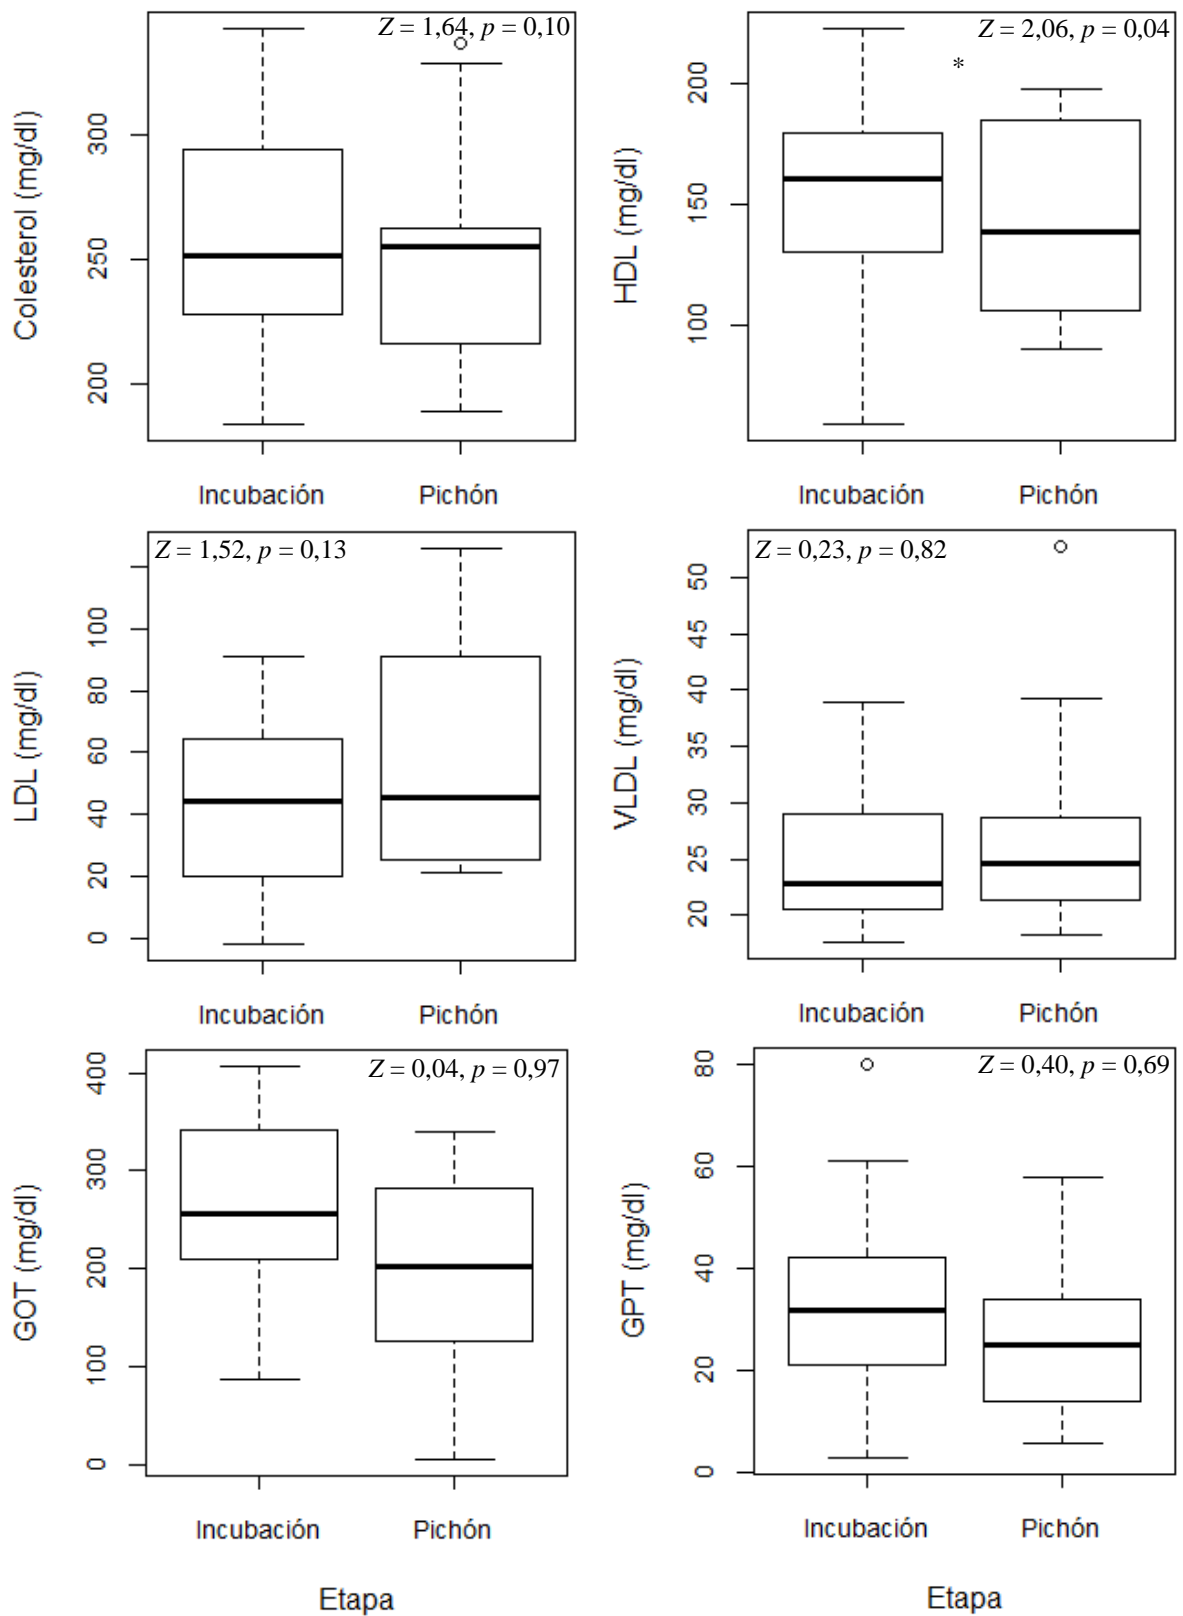 Z = 1,64, p = 0,10
Colesterol (mg/dl)
300
250
200
Incubación Pichón
Z = 2,06, p = 0,04
*
HDL (mg/dl)
200
150
100
Incubación Pichón
Z = 1,52, p = 0,13
LDL (mg/dl)
100
80
60
40
20
0
Incubación Pichón
Z = 0,23, p = 0,82
VLDL (mg/dl)
50
45
40
35
30
25
20
Incubación Pichón
Z = 0,04, p = 0,97
GOT (mg/dl)
400
300
200
100
0
Incubación Pichón
Etapa
Z = 0,40, p = 0,69
GPT (mg/dl)
80
60
40
20
0
Incubación Pichón
Etapa